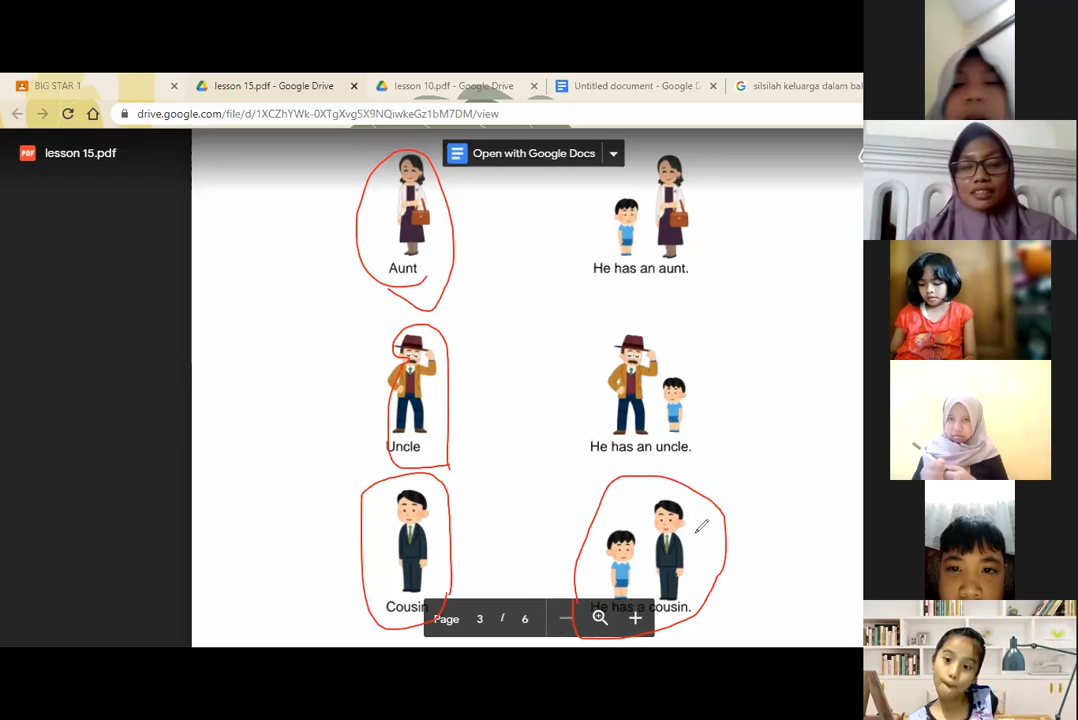 BIG STAR 1
lesson 15.pdf - Google Drive
lesson 10.pdf - Google Drive
Untitled document - Google D
silsilah keluarga dalam bah
drive.google.com/file/d/1XCZhYWk-0XTgXvg5X9NQiwkeGz1bM7DM/view
PDF
lesson 15.pdf
Open with Google Docs
Aunt
He has an aunt.
Uncle
He has an uncle.
Cousin
He has a cousin.
Page 3 / 6